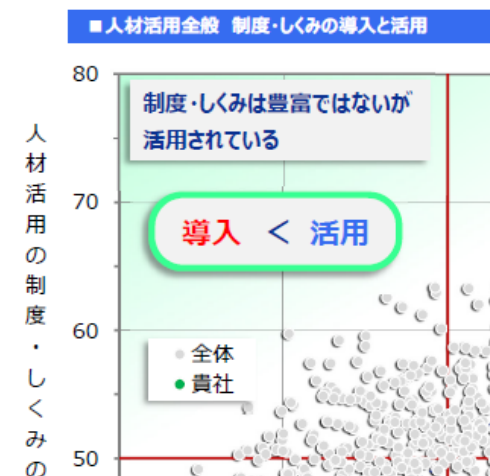 ■人材活用全般 制度・しくみの導入と活用
80
制度・しくみは豊富ではないが
活用されている
人材活用の制度・しくみの
70
導入 < 活用
60
全体
貴社
50